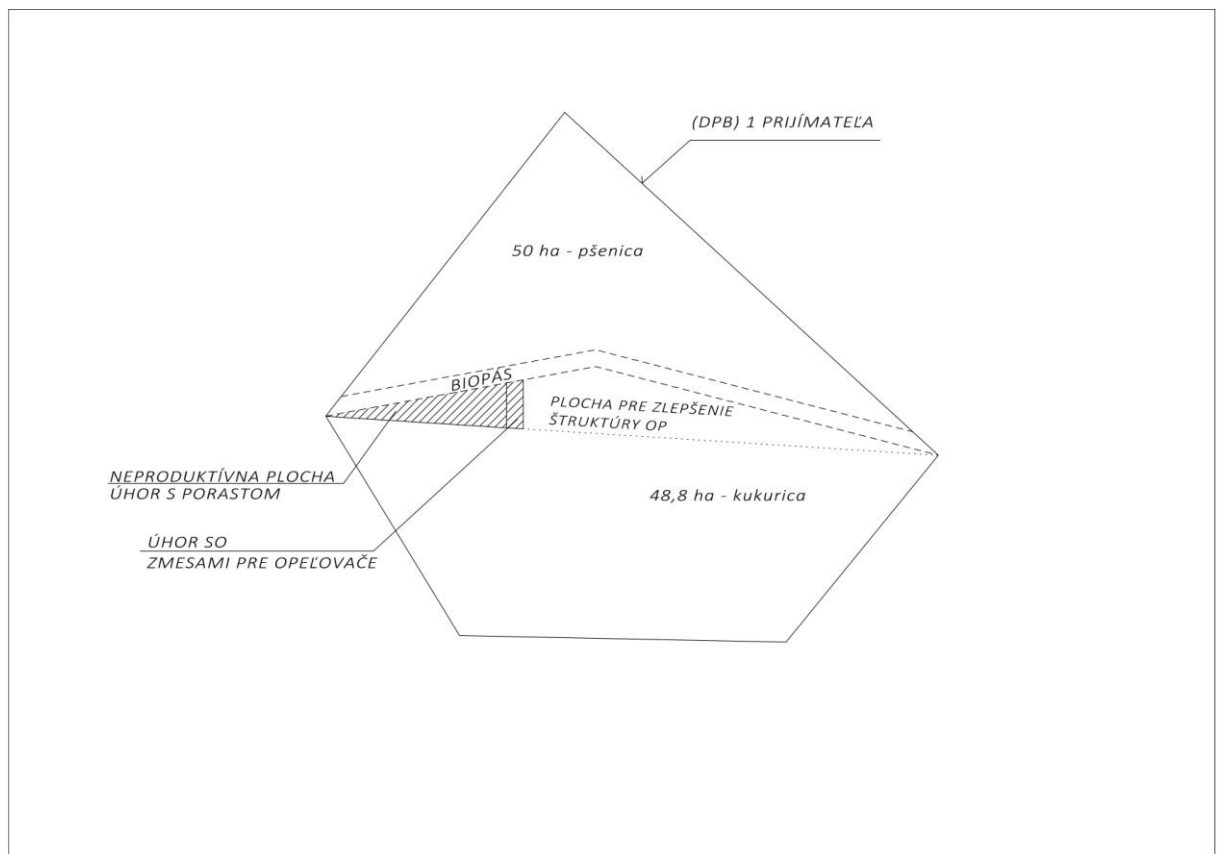 (DPB) 1 PRIJÍMATEĽA
50 ha - pšenica
BIOPÁS
PLOCHA PRE ZLEPŠENIE
ŠTRUKTÚRY OP
NEPRODUKTÍVNA PLOCHA
ÚHOR S PORASTOM
48,8 ha - kukurica
ÚHOR SO
ZMESAMI PRE OPEĽOVAČE